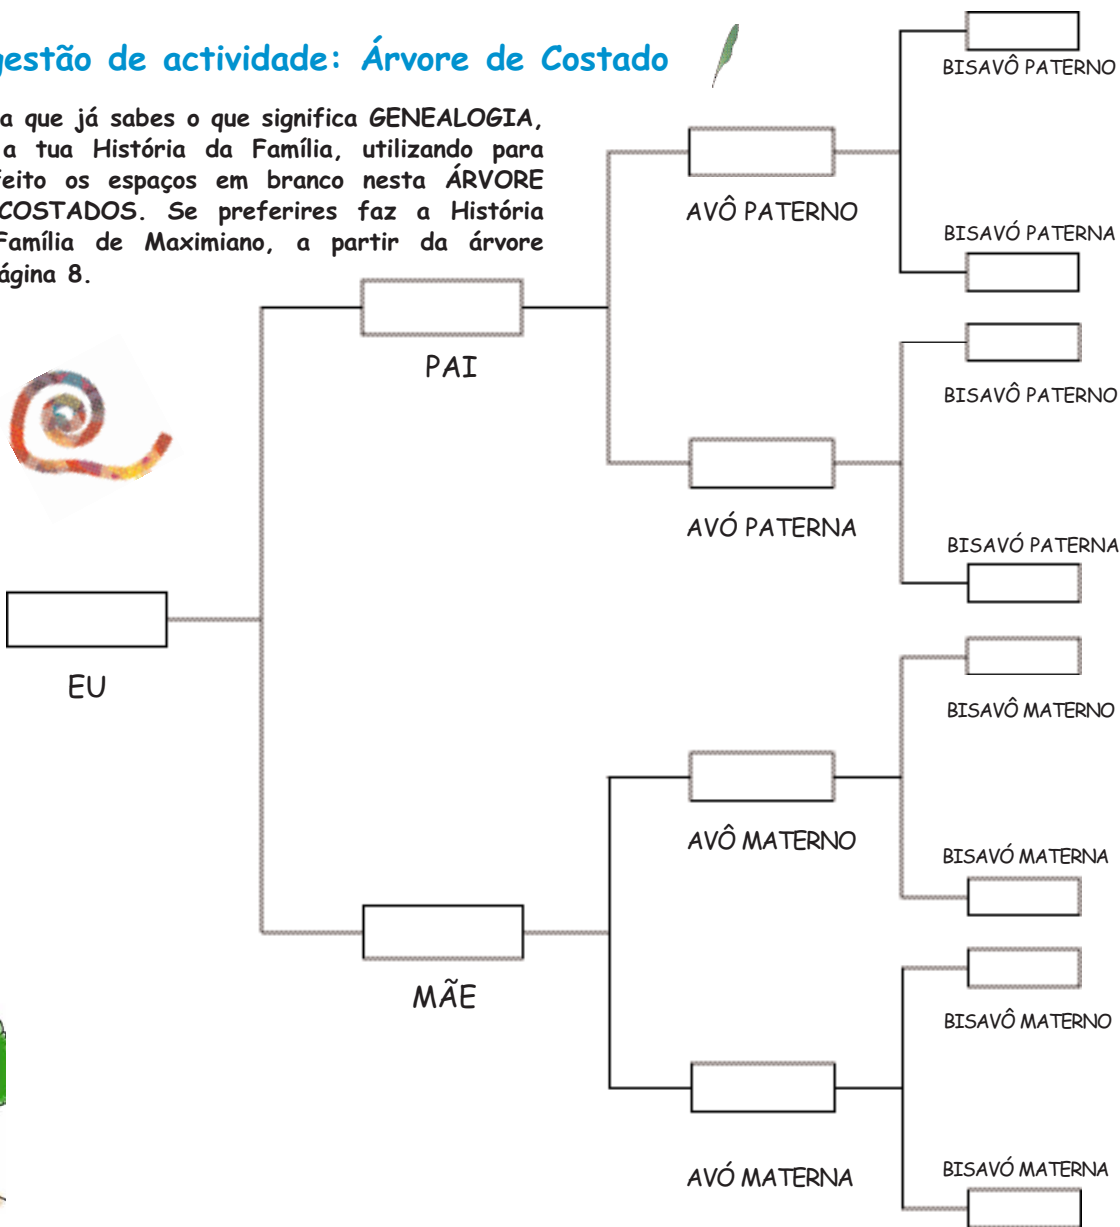 gestão de actividade: Árvore de Costado
a que já sabes o que significa GENEALOGIA,
a tua História da Família, utilizando para
feito os espaços em branco nesta ÁRVORE
COSTADOS. Se preferires faz a História
Família de Maximiano, a partir da árvore
ágina 8.
BISAVÔ PATERNO
AVÔ PATERNO
BISAVÓ PATERNA
PAI
BISAVÔ PATERNO
AVÓ PATERNA
BISAVÓ PATERNA
EU
BISAVÔ MATERNO
AVÔ MATERNO
BISAVÓ MATERNA
MÃE
BISAVÔ MATERNO
AVÓ MATERNA
BISAVÓ MATERNA